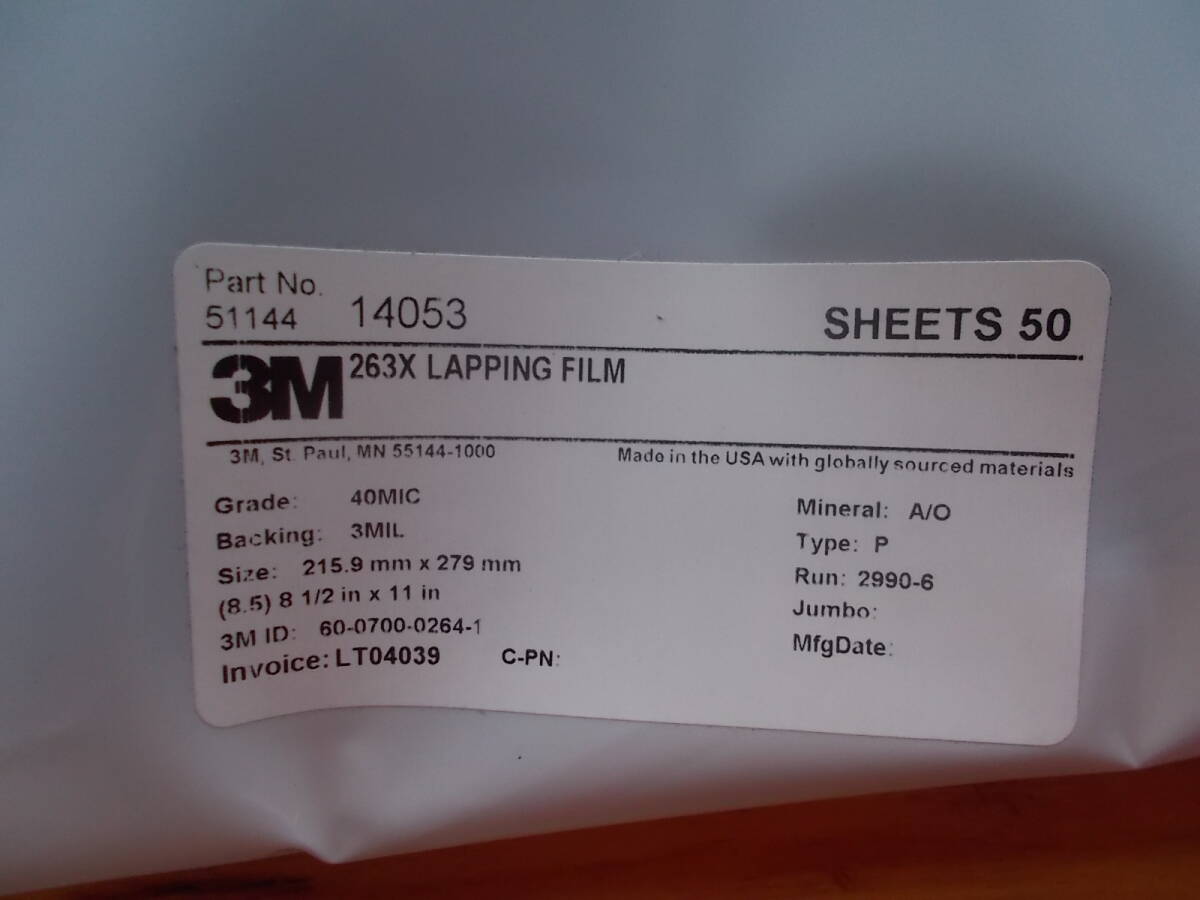 Part No.
51144 14053 SHEETS 50
3M 263X LAPPING FILM
3M, St. Paul, MN 55144-1000 Made in the USA with globally sourced materials
Grade: 40MIC Mineral: A/O
Backing: 3MIL Type: P
Size: 215.9 mm x 279 mm Run: 2990-6
(8.5) 8 1/2 in x 11 in Jumbo:
3M ID: 60-0700-0264-1 MfgDate:
Invoice: LT04039 C-PN: